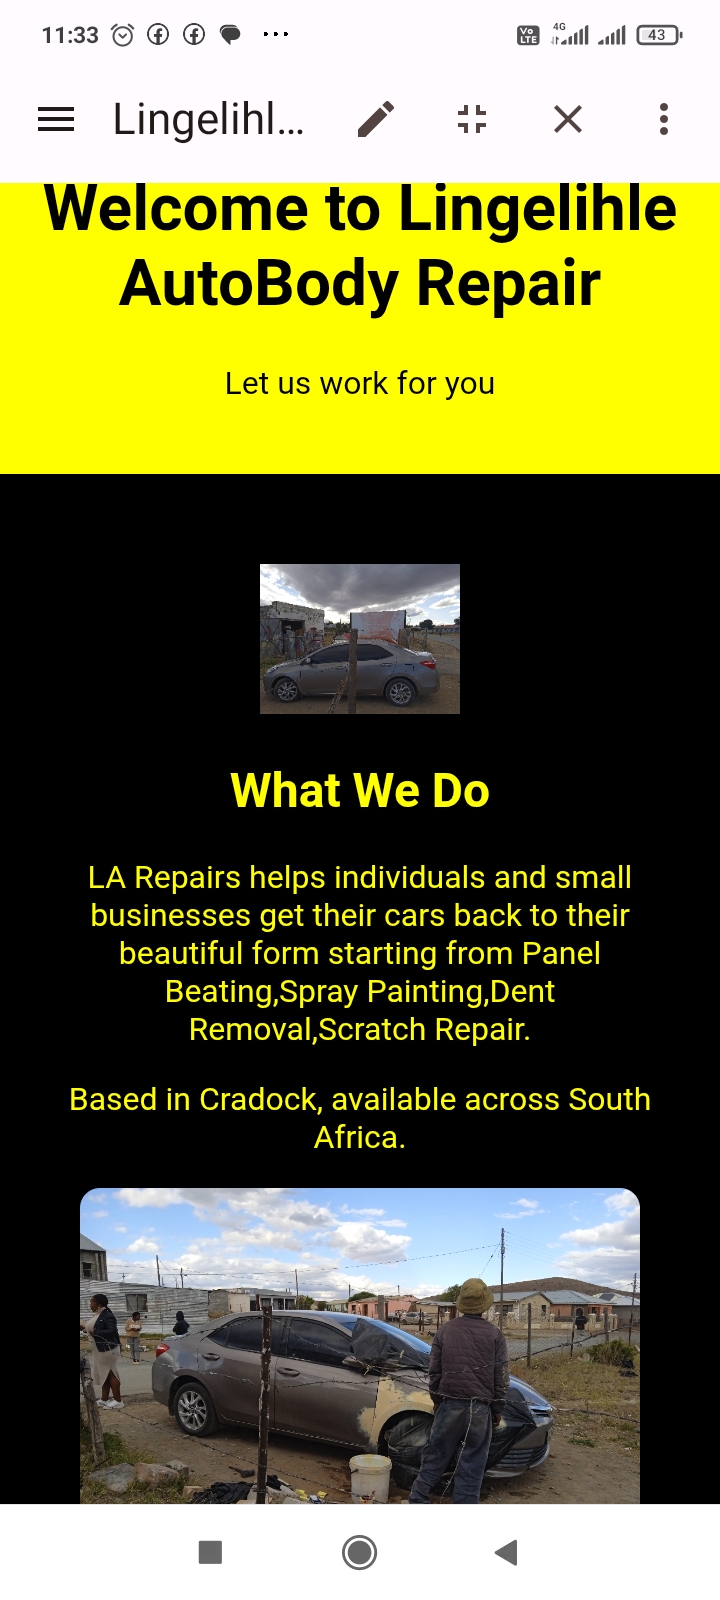 11:33
Vo
LTE
4G
43
Lingelihl...
Welcome to Lingelihle
AutoBody Repair
Let us work for you
What We Do
LA Repairs helps individuals and small
businesses get their cars back to their
beautiful form starting from Panel
Beating,Spray Painting,Dent
Removal,Scratch Repair.
Based in Cradock, available across South
Africa.